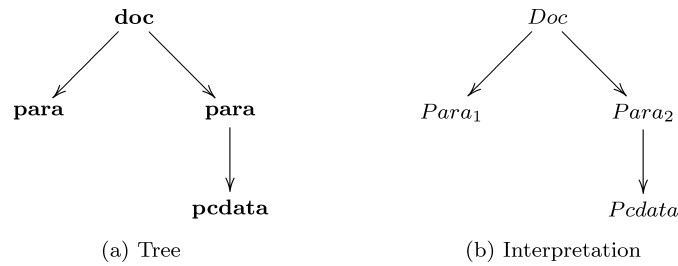 doc
para para
pcdata
(a) Tree
Doc
Para₁ Para₂
Pcdata
(b) Interpretation